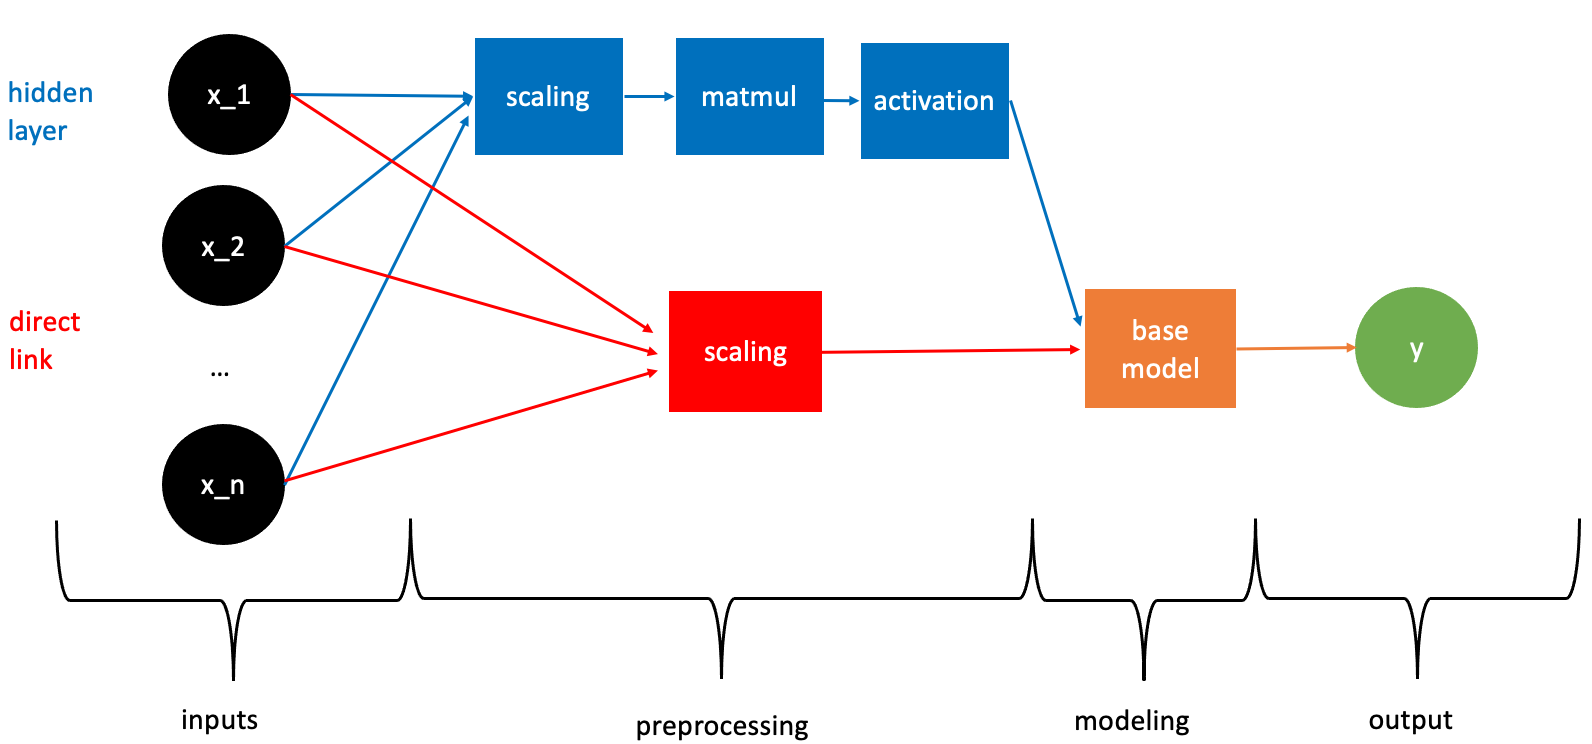 hidden
layer
x_1
scaling
matmul
activation
x_2
direct
link
...
scaling
base
model
y
x_n
inputs
preprocessing
modeling
output